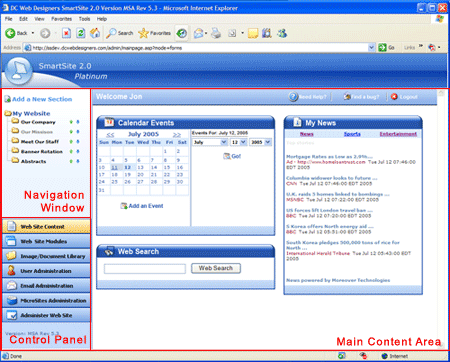 DC Web Designers SmartSite 2.0 Version MSA Rev 5.3 - Microsoft Internet Explorer
File Edit View Favorites Tools Help
Back Search Favorites
Address http://ssdev.dcwebdesigners.com/admin/mainpage.asp?mode=forms Go Links
SmartSite 2.0
Platinum
Add a New Section
My Website
Our Company
Our Missions
Meet Our Staff
Banner Rotation
Abstracts
Navigation
Window
Web Site Content
Web Site Modules
Image/Document Library
User Administration
Email Administration
MicroSites Administration
Administer Web Site
Version: MSA Rev 5.3
Control Panel
Welcome Jon
Need Help? Find a bug? Logout
Calendar Events
<< July 2005 >>
Sun Mon Tue Wed Thu Fri Sat
1 2
3 4 5 6 7 8 9
10 11 12 13 14 15 16
17 18 19 20 21 22 23
24 25 26 27 28 29 30
31
Add an Event
Events For: July 12, 2005
July 12 2005
Go!
Web Search
Web Search
My News
News Sports Entertainment
Mortgage Rates as Low as 2.9%...
Ad - http://www.homeloantrust.com Tue Jul 12 07:46:00 EDT 2005
Columbia widower looks to future ...
CNN Tue Jul 12 07:46:00 EDT 2005
U.K. raids 5 homes linked to bombings...
MSNBC Tue Jul 12 07:22:00 EDT 2005
US forces lift London travel ban ...
BBC Tue Jul 12 07:20:00 EDT 2005
S Korea offers North energy aid ...
BBC Tue Jul 12 06:51:00 EDT 2005
South Korea pledges 500,000 tons of rice for North...
International Herald Tribune Tue Jul 12 05:43:00 EDT 2005
News powered by Moreover Technologies
Main Content Area
Done Internet